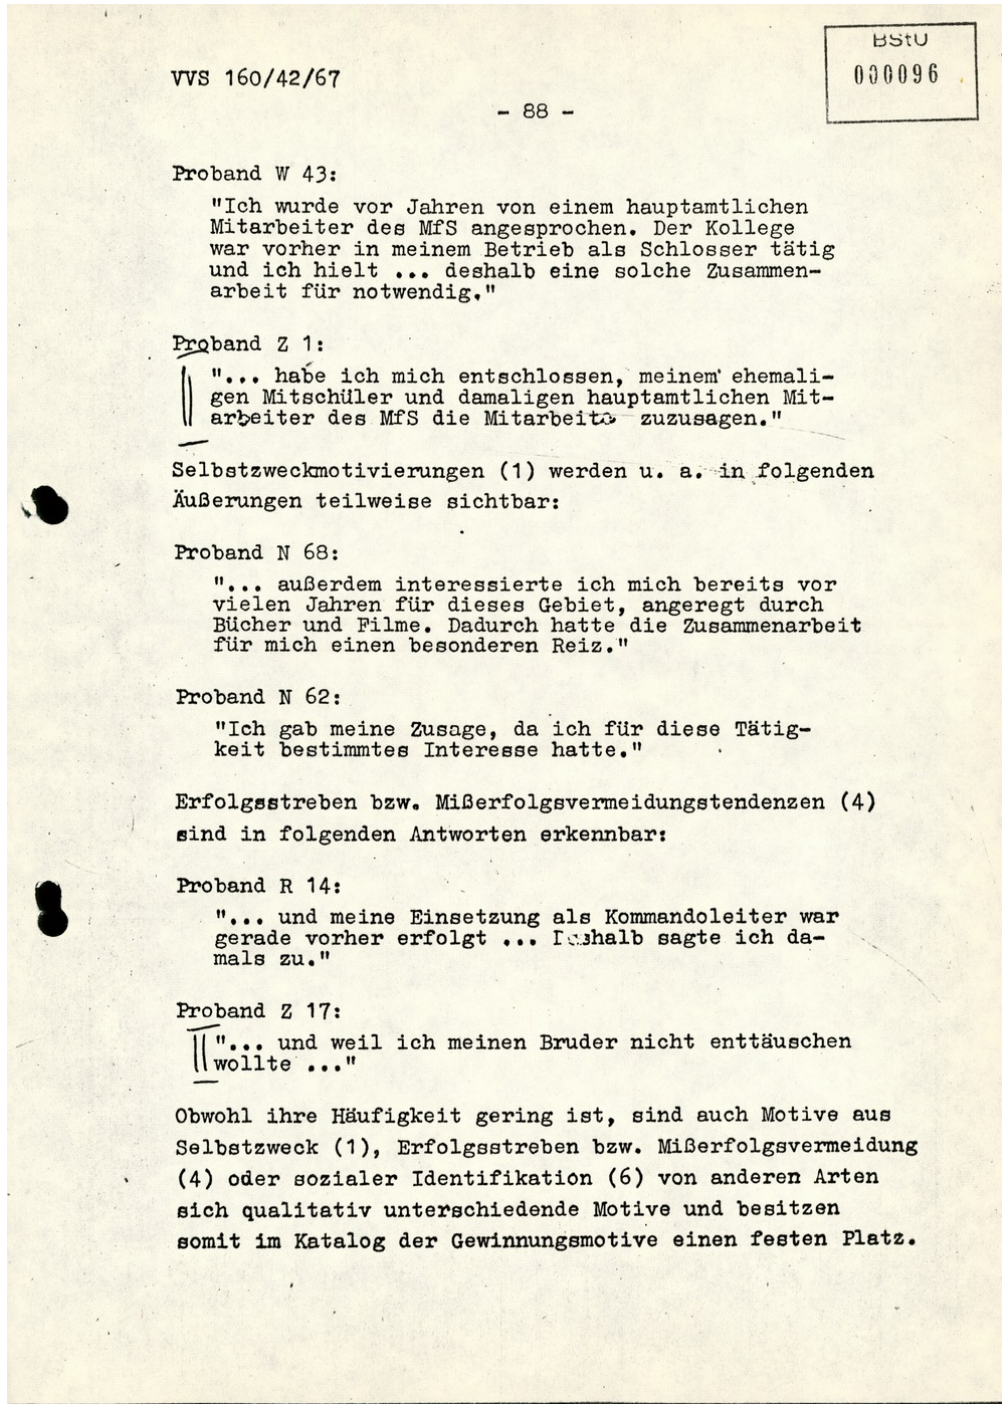 BStU
000096
VVS 160/42/67
- 88 -
Proband W 43:
"Ich wurde vor Jahren von einem hauptamtlichen
Mitarbeiter des MfS angesprochen. Der Kollege
war vorher in meinem Betrieb als Schlosser tätig
und ich hielt ... deshalb eine solche Zusammen-
arbeit für notwendig."
Proband Z 1:
"... habe ich mich entschlossen, meinem ehemali-
gen Mitschüler und damaligen hauptamtlichen Mit-
arbeiter des MfS die Mitarbeit zuzusagen."
Selbstzweckmotivierungen (1) werden u. a. in folgenden
Äußerungen teilweise sichtbar:
Proband N 68:
"... außerdem interessierte ich mich bereits vor
vielen Jahren für dieses Gebiet, angeregt durch
Bücher und Filme. Dadurch hatte die Zusammenarbeit
für mich einen besonderen Reiz."
Proband N 62:
"Ich gab meine Zusage, da ich für diese Tätig-
keit bestimmtes Interesse hatte."
Erfolgsstreben bzw. Mißerfolgsvermeidungstendenzen (4)
sind in folgenden Antworten erkennbar:
Proband R 14:
"... und meine Einsetzung als Kommandoleiter war
gerade vorher erfolgt ... Deshalb sagte ich da-
mals zu."
Proband Z 17:
"... und weil ich meinen Bruder nicht enttäuschen
wollte ..."
Obwohl ihre Häufigkeit gering ist, sind auch Motive aus
Selbstzweck (1), Erfolgsstreben bzw. Mißerfolgsvermeidung
(4) oder sozialer Identifikation (6) von anderen Arten
sich qualitativ unterschiedende Motive und besitzen
somit im Katalog der Gewinnungsmotive einen festen Platz.